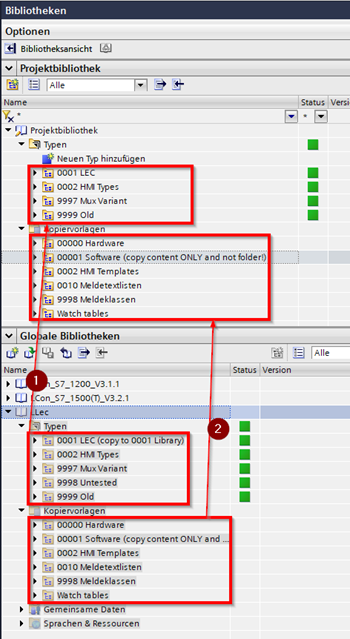 Bibliotheken
Optionen
Bibliotheksansicht
Projektbibliothek
Alle
Name Status Version
* *
Projektbibliothek
Typen
Neuen Typ hinzufügen
0001 LEC
0002 HMI Types
9997 Mux Variant
9999 Old
Kopiervorlagen
00000 Hardware
00001 Software (copy content ONLY and not folder!)
0002 HMI Templates
0010 Meldetextlisten
9998 Meldeklassen
Watch tables
Globale Bibliotheken
1
Alle
Name Status Version
n_S7_1200_V3.1.1
Con_S7_1500(T)_V3.2.1
Lec
2
Typen
0001 LEC (copy to 0001 Library)
0002 HMI Types
9997 Mux Variant
9998 Untested
9999 Old
Kopiervorlagen
00000 Hardware
00001 Software (copy content ONLY and ...
0002 HMI Templates
0010 Meldetextlisten
9998 Meldeklassen
Watch tables
Gemeinsame Daten
Sprachen & Ressourcen